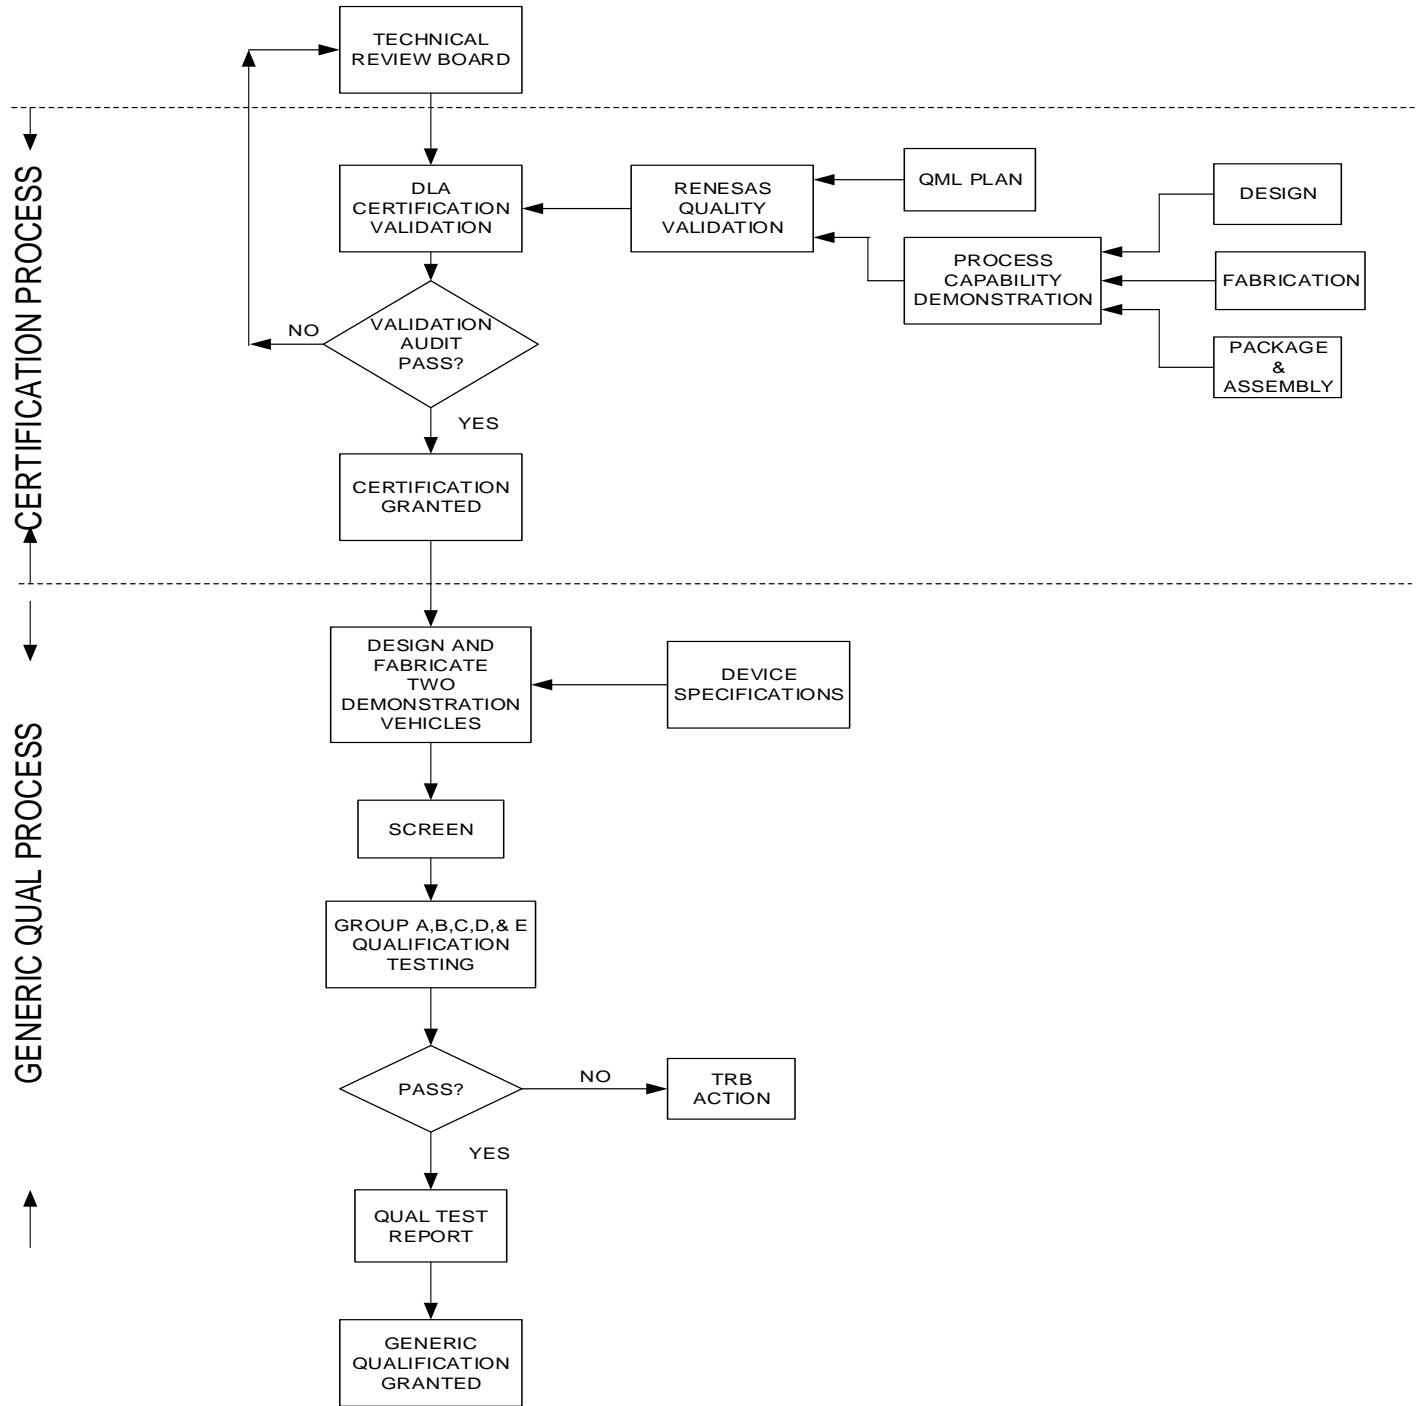 TECHNICAL
REVIEW BOARD
CERTIFICATION PROCESS
DLA
CERTIFICATION
VALIDATION
RENESAS
QUALITY
VALIDATION
QML PLAN
DESIGN
PROCESS
CAPABILITY
DEMONSTRATION
FABRICATION
PACKAGE
&
ASSEMBLY
VALIDATION
AUDIT
PASS?
NO
YES
CERTIFICATION
GRANTED
GENERIC QUAL PROCESS
DESIGN AND
FABRICATE
TWO
DEMONSTRATION
VEHICLES
DEVICE
SPECIFICATIONS
SCREEN
GROUP A,B,C,D,& E
QUALIFICATION
TESTING
PASS?
NO
TRB
ACTION
YES
QUAL TEST
REPORT
GENERIC
QUALIFICATION
GRANTED